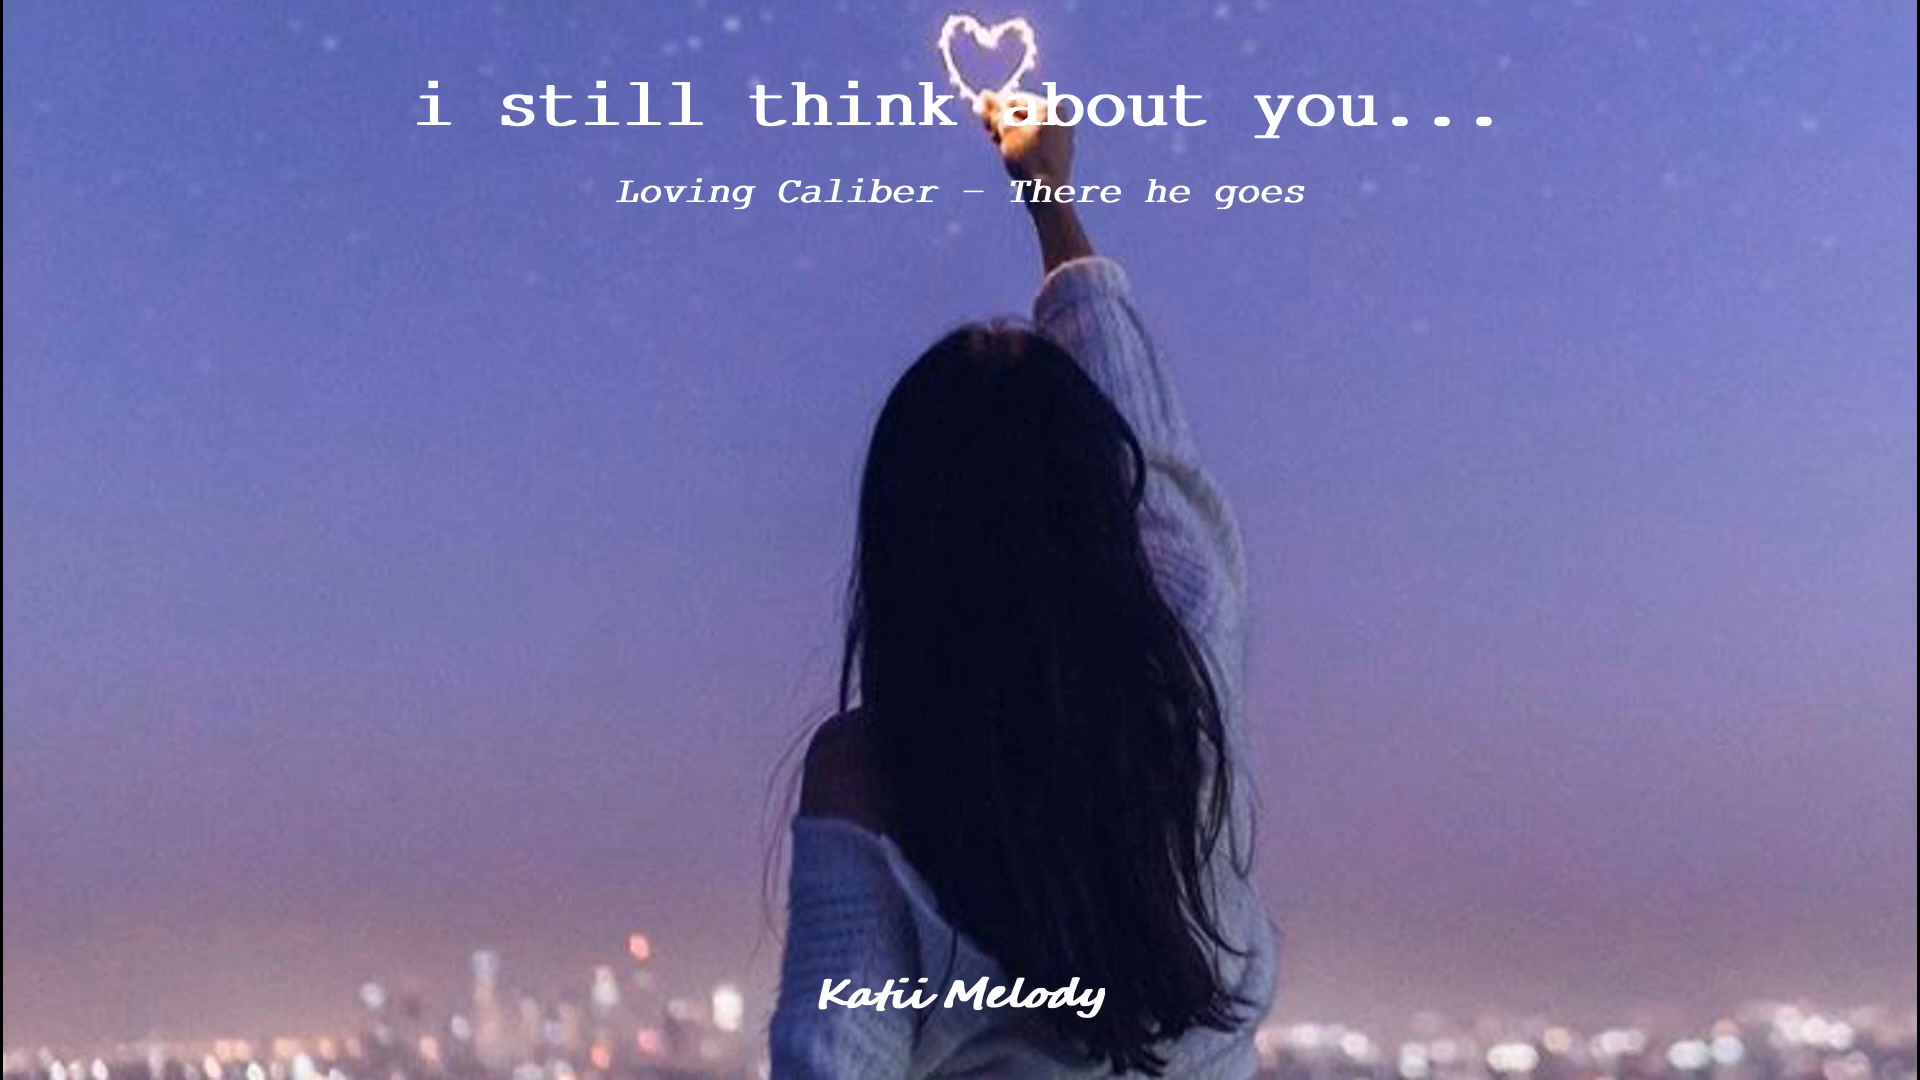 i still think about you...
Loving Caliber - There he goes
Katii Melody